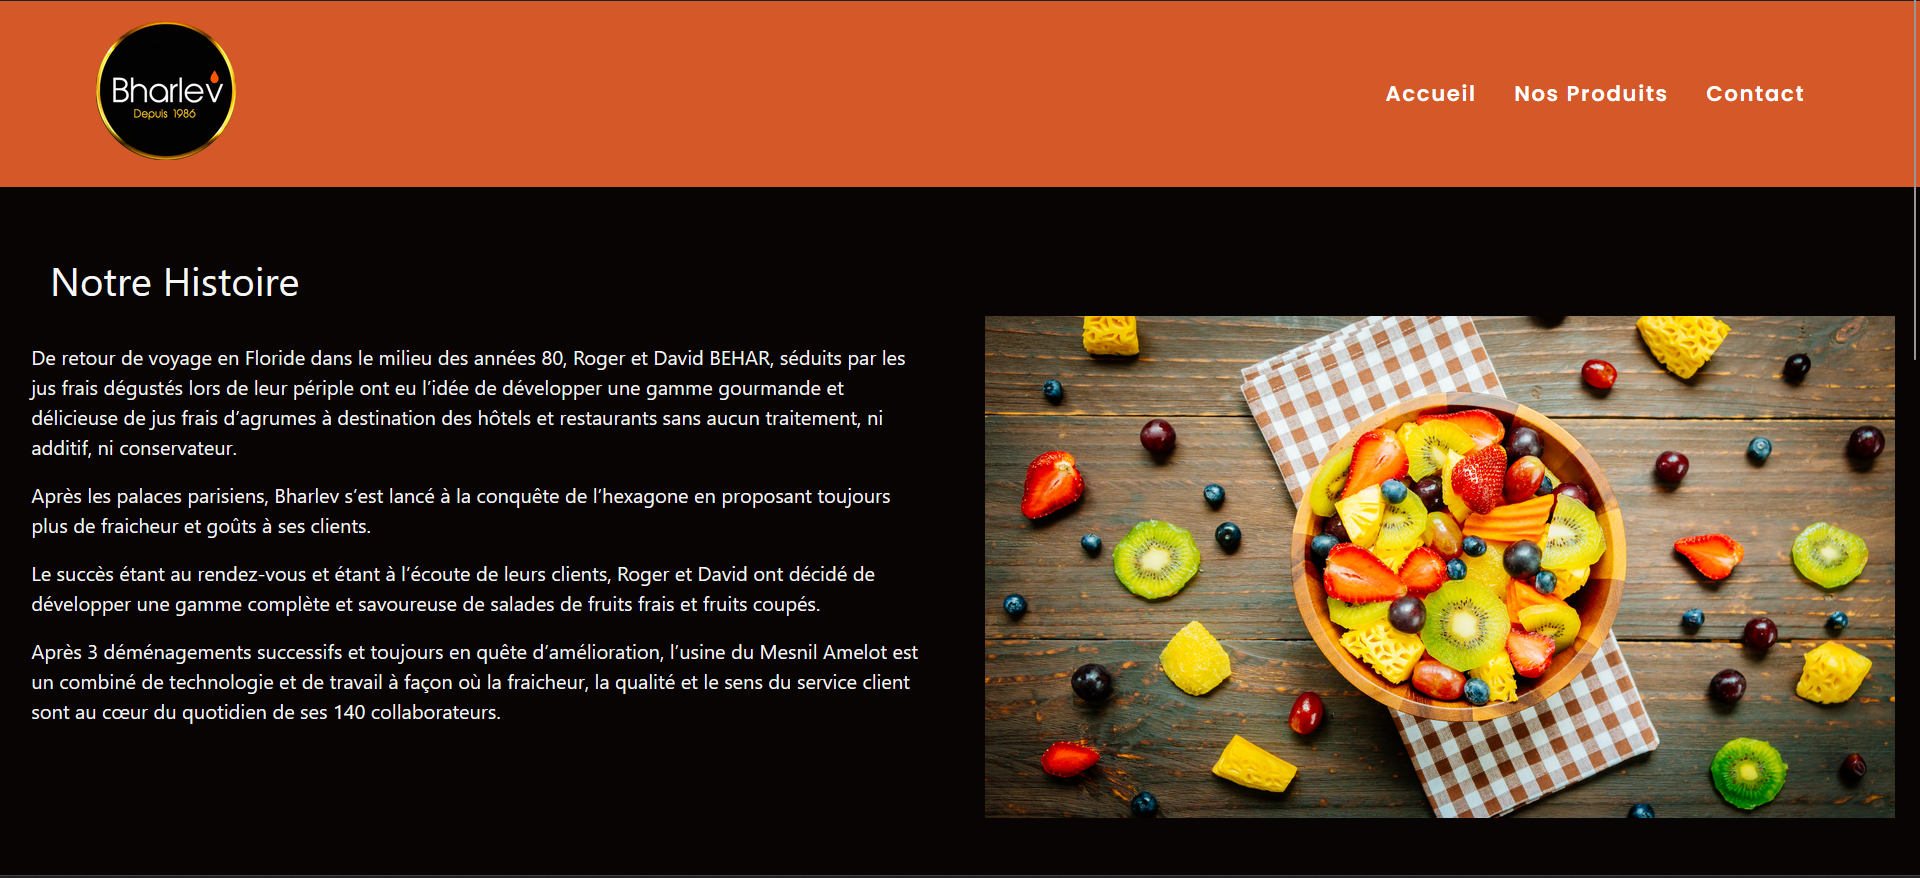 Bharlev
Depuis 1986
Accueil
Nos Produits
Contact
Notre Histoire
De retour de voyage en Floride dans le milieu des années 80, Roger et David BEHAR, séduits par les
jus frais dégustés lors de leur périple ont eu l’idée de développer une gamme gourmande et
délicieuse de jus frais d’agrumes à destination des hôtels et restaurants sans aucun traitement, ni
additif, ni conservateur.
Après les palaces parisiens, Bharlev s’est lancé à la conquête de l’hexagone en proposant toujours
plus de fraicheur et goûts à ses clients.
Le succès étant au rendez-vous et étant à l’écoute de leurs clients, Roger et David ont décidé de
développer une gamme complète et savoureuse de salades de fruits frais et fruits coupés.
Après 3 déménagements successifs et toujours en quête d’amélioration, l’usine du Mesnil Amelot est
un combiné de technologie et de travail à façon où la fraicheur, la qualité et le sens du service client
sont au cœur du quotidien de ses 140 collaborateurs.